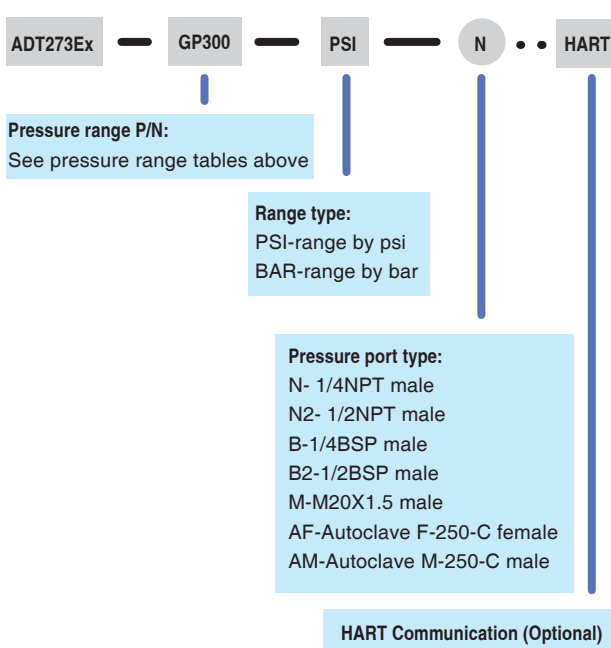 ADT273Ex GP300 PSI N HART
Pressure range P/N:
See pressure range tables above
Range type:
PSI-range by psi
BAR-range by bar
Pressure port type:
N- 1/4NPT male
N2- 1/2NPT male
B-1/4BSP male
B2-1/2BSP male
M-M20X1.5 male
AF-Autoclave F-250-C female
AM-Autoclave M-250-C male
HART Communication (Optional)